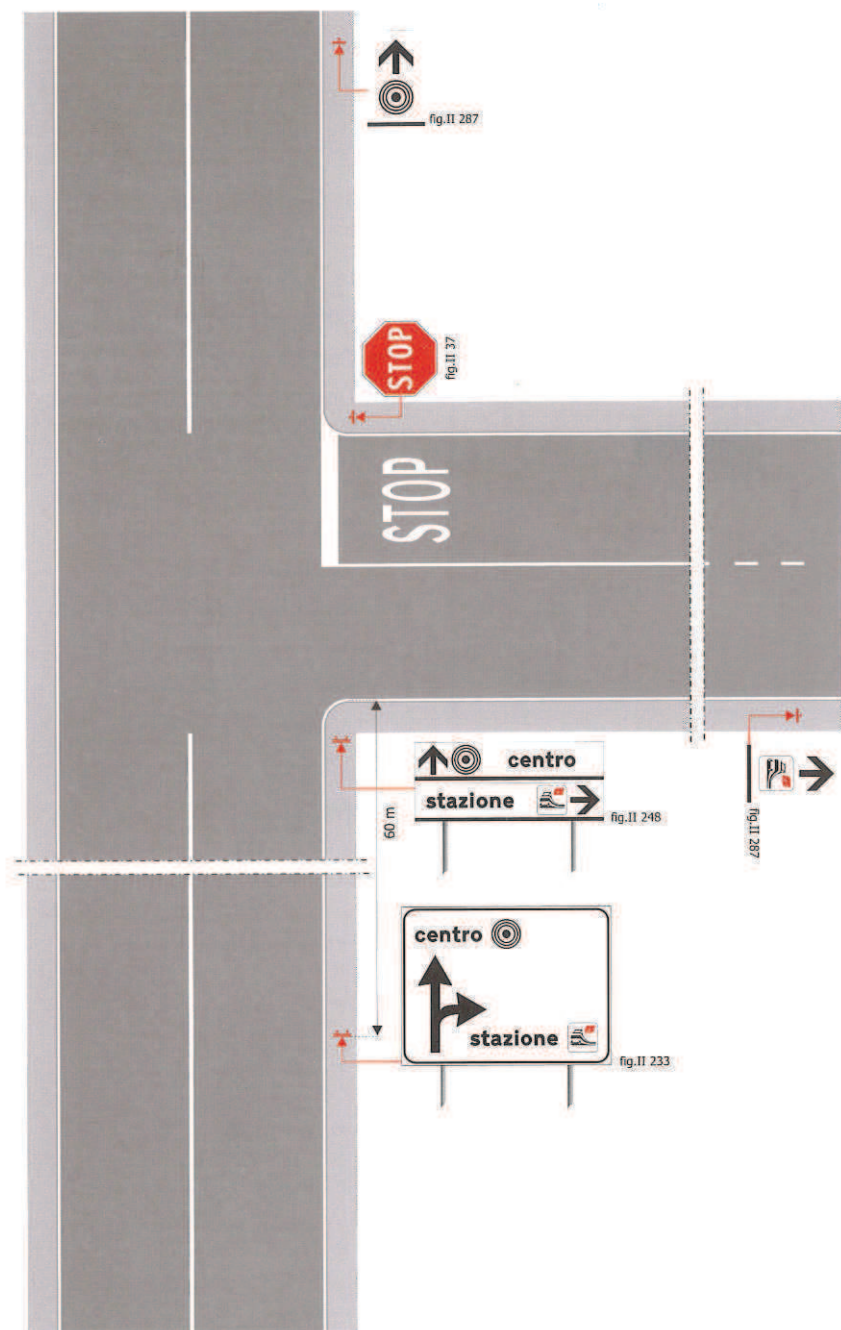 fig.II 287
STOP
fig.II 37
STOP
centro
stazione
fig.II 248
60 m
fig.II 287
centro
stazione
fig.II 233